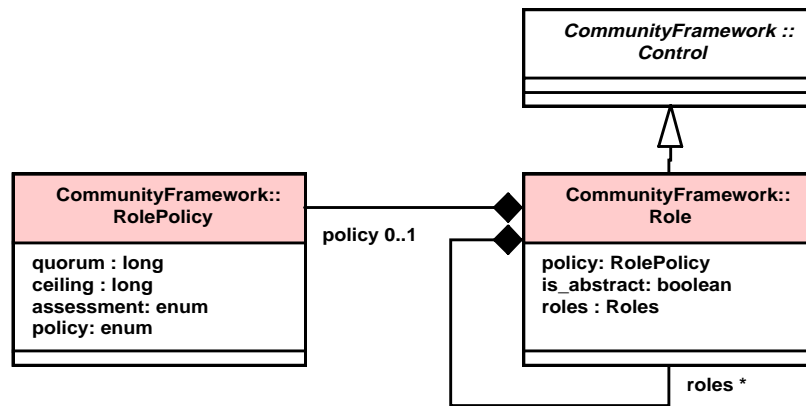 CommunityFramework ::
Control
CommunityFramework::
RolePolicy
quorum : long
ceiling : long
assessment: enum
policy: enum
policy 0..1
CommunityFramework::
Role
policy: RolePolicy
is_abstract: boolean
roles : Roles
roles *